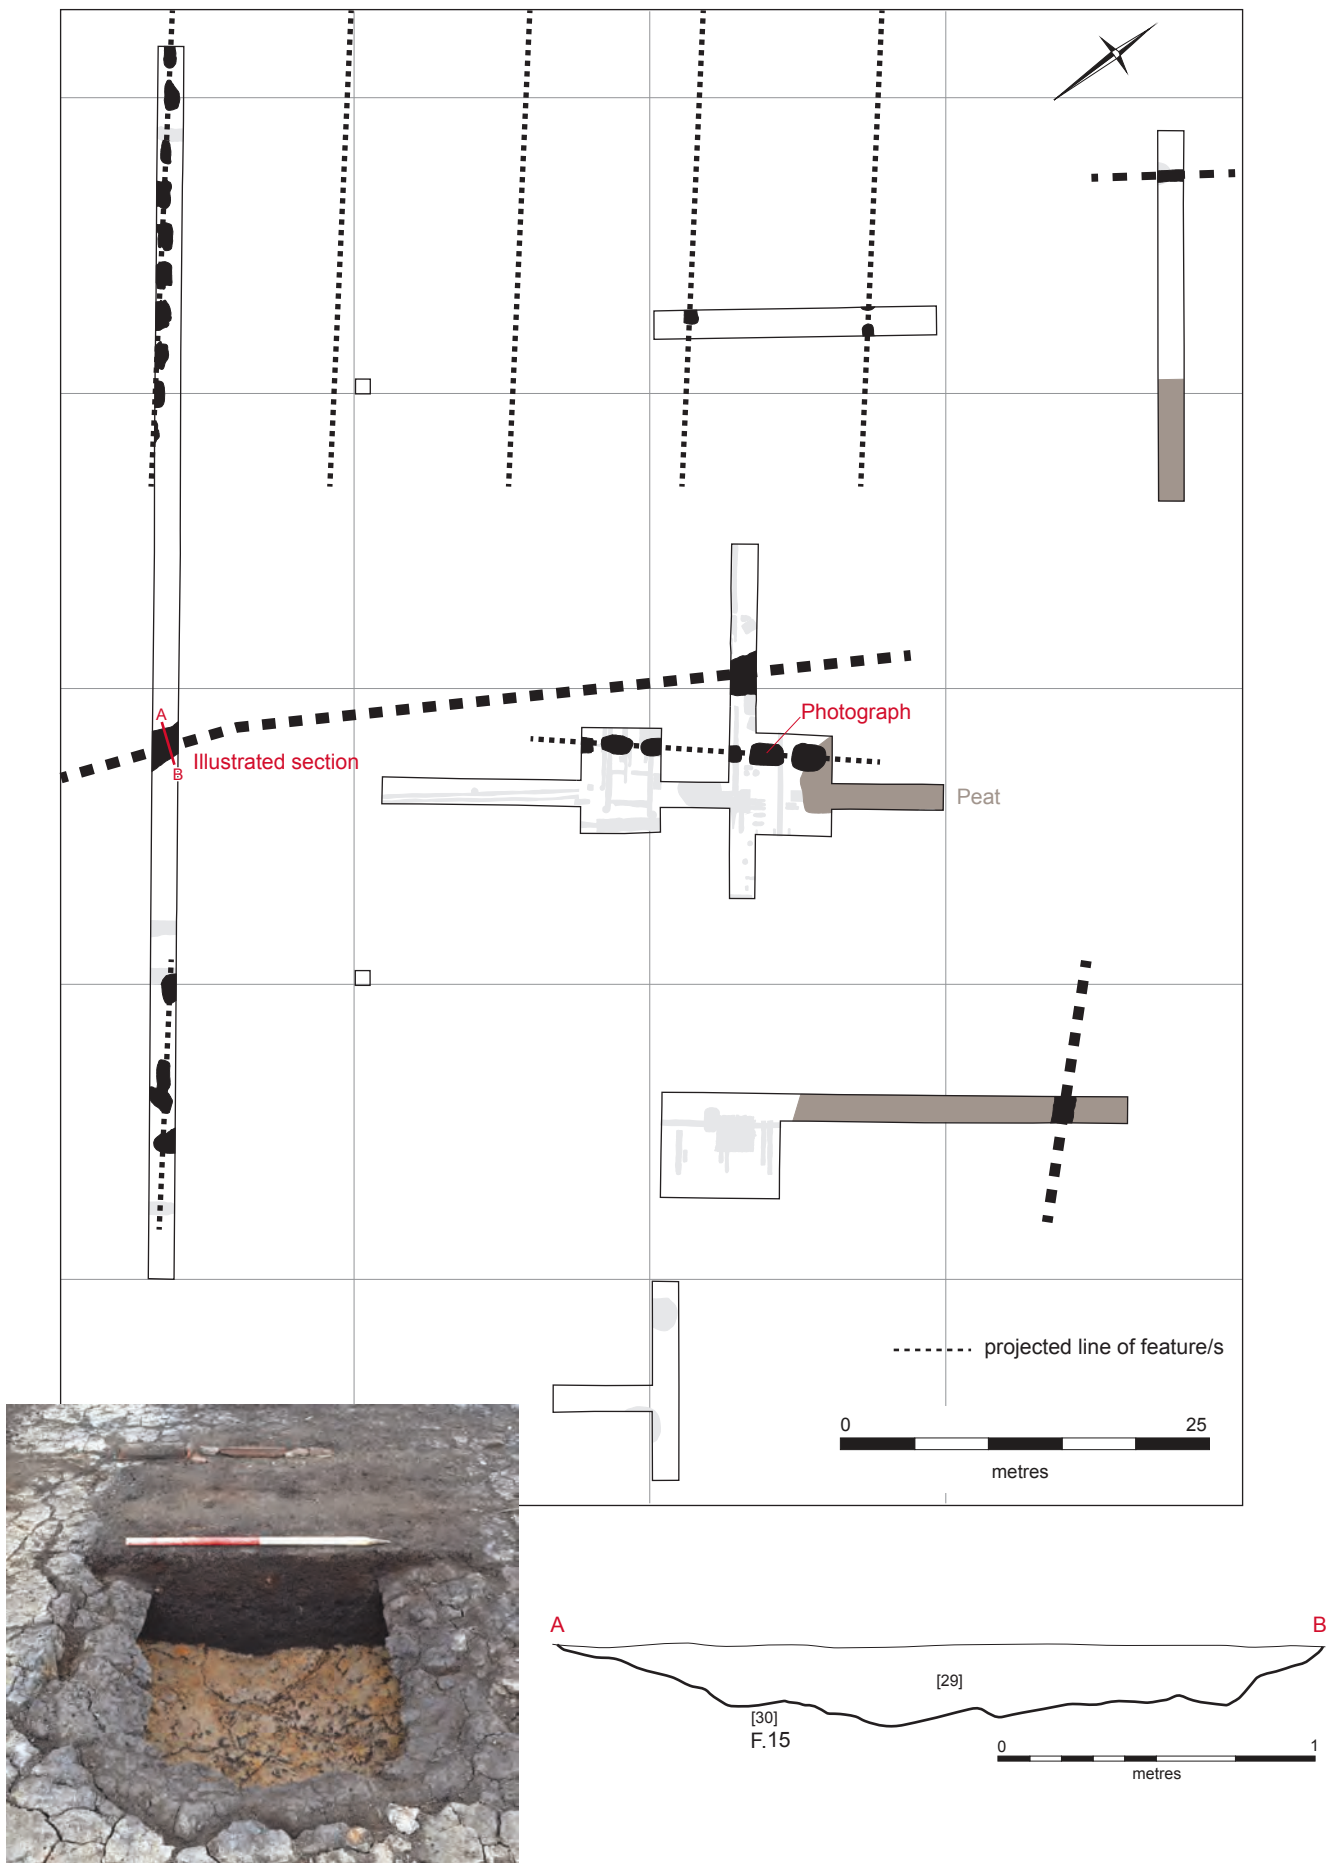 A
Photograph
B
Illustrated section
Peat
projected line of feature/s
0 25
metres
A B
[29]
[30]
F.15
0 1
metres